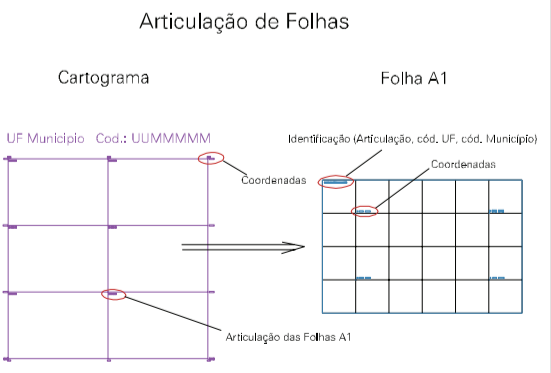 Articulação de Folhas
Cartograma
Folha A1
UF Municipio Cod.: UUMMMMM
Identificação (Articulação, cód. UF, cód. Município)
Coordenadas
Coordenadas
Articulação das Folhas A1